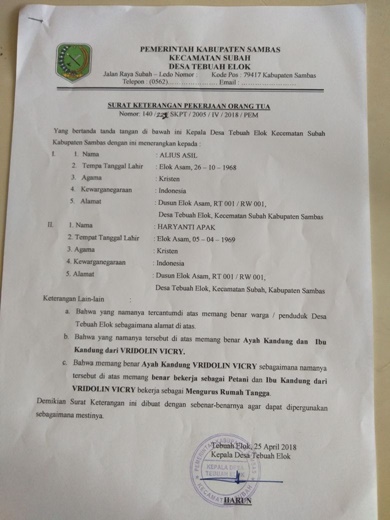 PEMERINTAH KABUPATEN SAMBAS
KECAMATAN SUBAH
DESA TEBUAH ELOK
Jalan Raya Subah – Ledo Nomor : Kode Pos : 79417 Kabupaten Sambas
Telepon : (0562) Email :
SURAT KETERANGAN PEKERJAAN ORANG TUA
Nomor: 140 / SKPT / 2005 / IV / 2018 / PEM
Yang bertanda tanda tangan di bawah ini Kepala Desa Tebuah Elok Kecematan Subah
Kabupaten Sambas dengan ini menerangkan kepada :
I. 1. Nama : ALIUS ASIL
2. Tempa Tanggal Lahir : Elok Asam, 26 – 10 – 1968
3. Agama : Kristen
4. Kewarganegaraan : Indonesia
5. Alamat : Dusun Elok Asam, RT 001 / RW 001,
Desa Tebuah Elok, Kecamatan Subah Kabupaten Sambas
II. 1. Nama : HARYANTI APAK
2. Tempat Tanggal Lahir : Elok Asam, 05 – 04 – 1969
3. Agama : Kristen
4. Kewarganegaraan : Indonesia
5. Alamat : Dusun Elok Asam, RT 001 / RW 001,
Desa Tebuah Elok, Kecamatan Subah, Kabupaten Sambas
Keterangan Lain-lain :
a. Bahwa yang namanya tercantumdi atas memang benar warga / penduduk Desa
Tebuah Elok sebagaimana alamat di atas.
b. Bahwa yang namanya tersebut di atas memang benar Ayah Kandung dan Ibu
Kandung dari VRIDOLIN VICRY.
c. Bahwa memang benar Ayah Kandung VRIDOLIN VICRY sebagaimana namanya
tersebut di atas memang benar bekerja sebagai Petani dan Ibu Kandung dari
VRIDOLIN VICRY bekerja sebagai Mengurus Rumah Tangga.
Demikian Surat Keterangan ini dibuat dengan sebenar-benarnya agar dapat dipergunakan
sebagaimana mestinya.
Tebuah Elok, 25 April 2018
Kepala Desa Tebuah Elok
KEPALA DESA
TEBUAH ELOK
HARUN